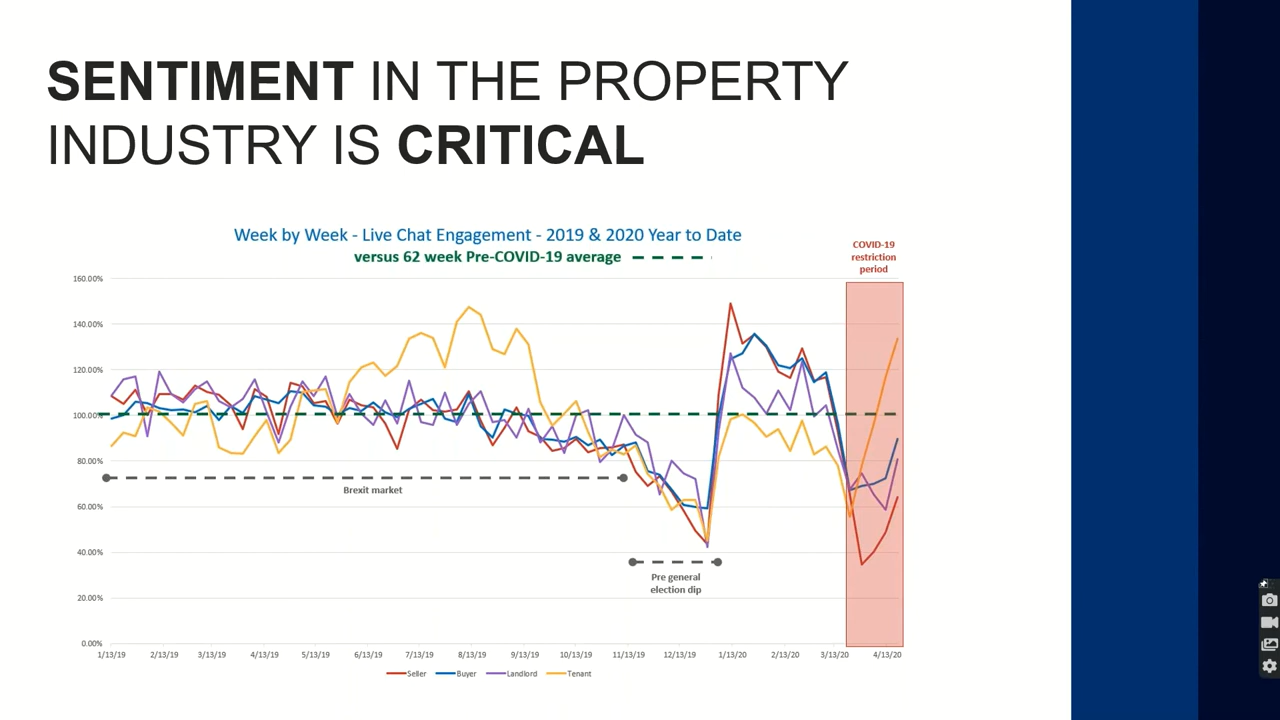 SENTIMENT IN THE PROPERTY
INDUSTRY IS CRITICAL
Week by Week - Live Chat Engagement - 2019 & 2020 Year to Date
versus 62 week Pre-COVID-19 average
COVID-19
restriction
period
160.00%
140.00%
120.00%
100.00%
80.00%
60.00%
40.00%
20.00%
0.00%
Brexit market
Pre general
election dip
1/13/19 2/13/19 3/13/19 4/13/19 5/13/19 6/13/19 7/13/19 8/13/19 9/13/19 10/13/19 11/13/19 12/13/19 1/13/20 2/13/20 3/13/20 4/13/20
Seller Buyer Landlord Tenant